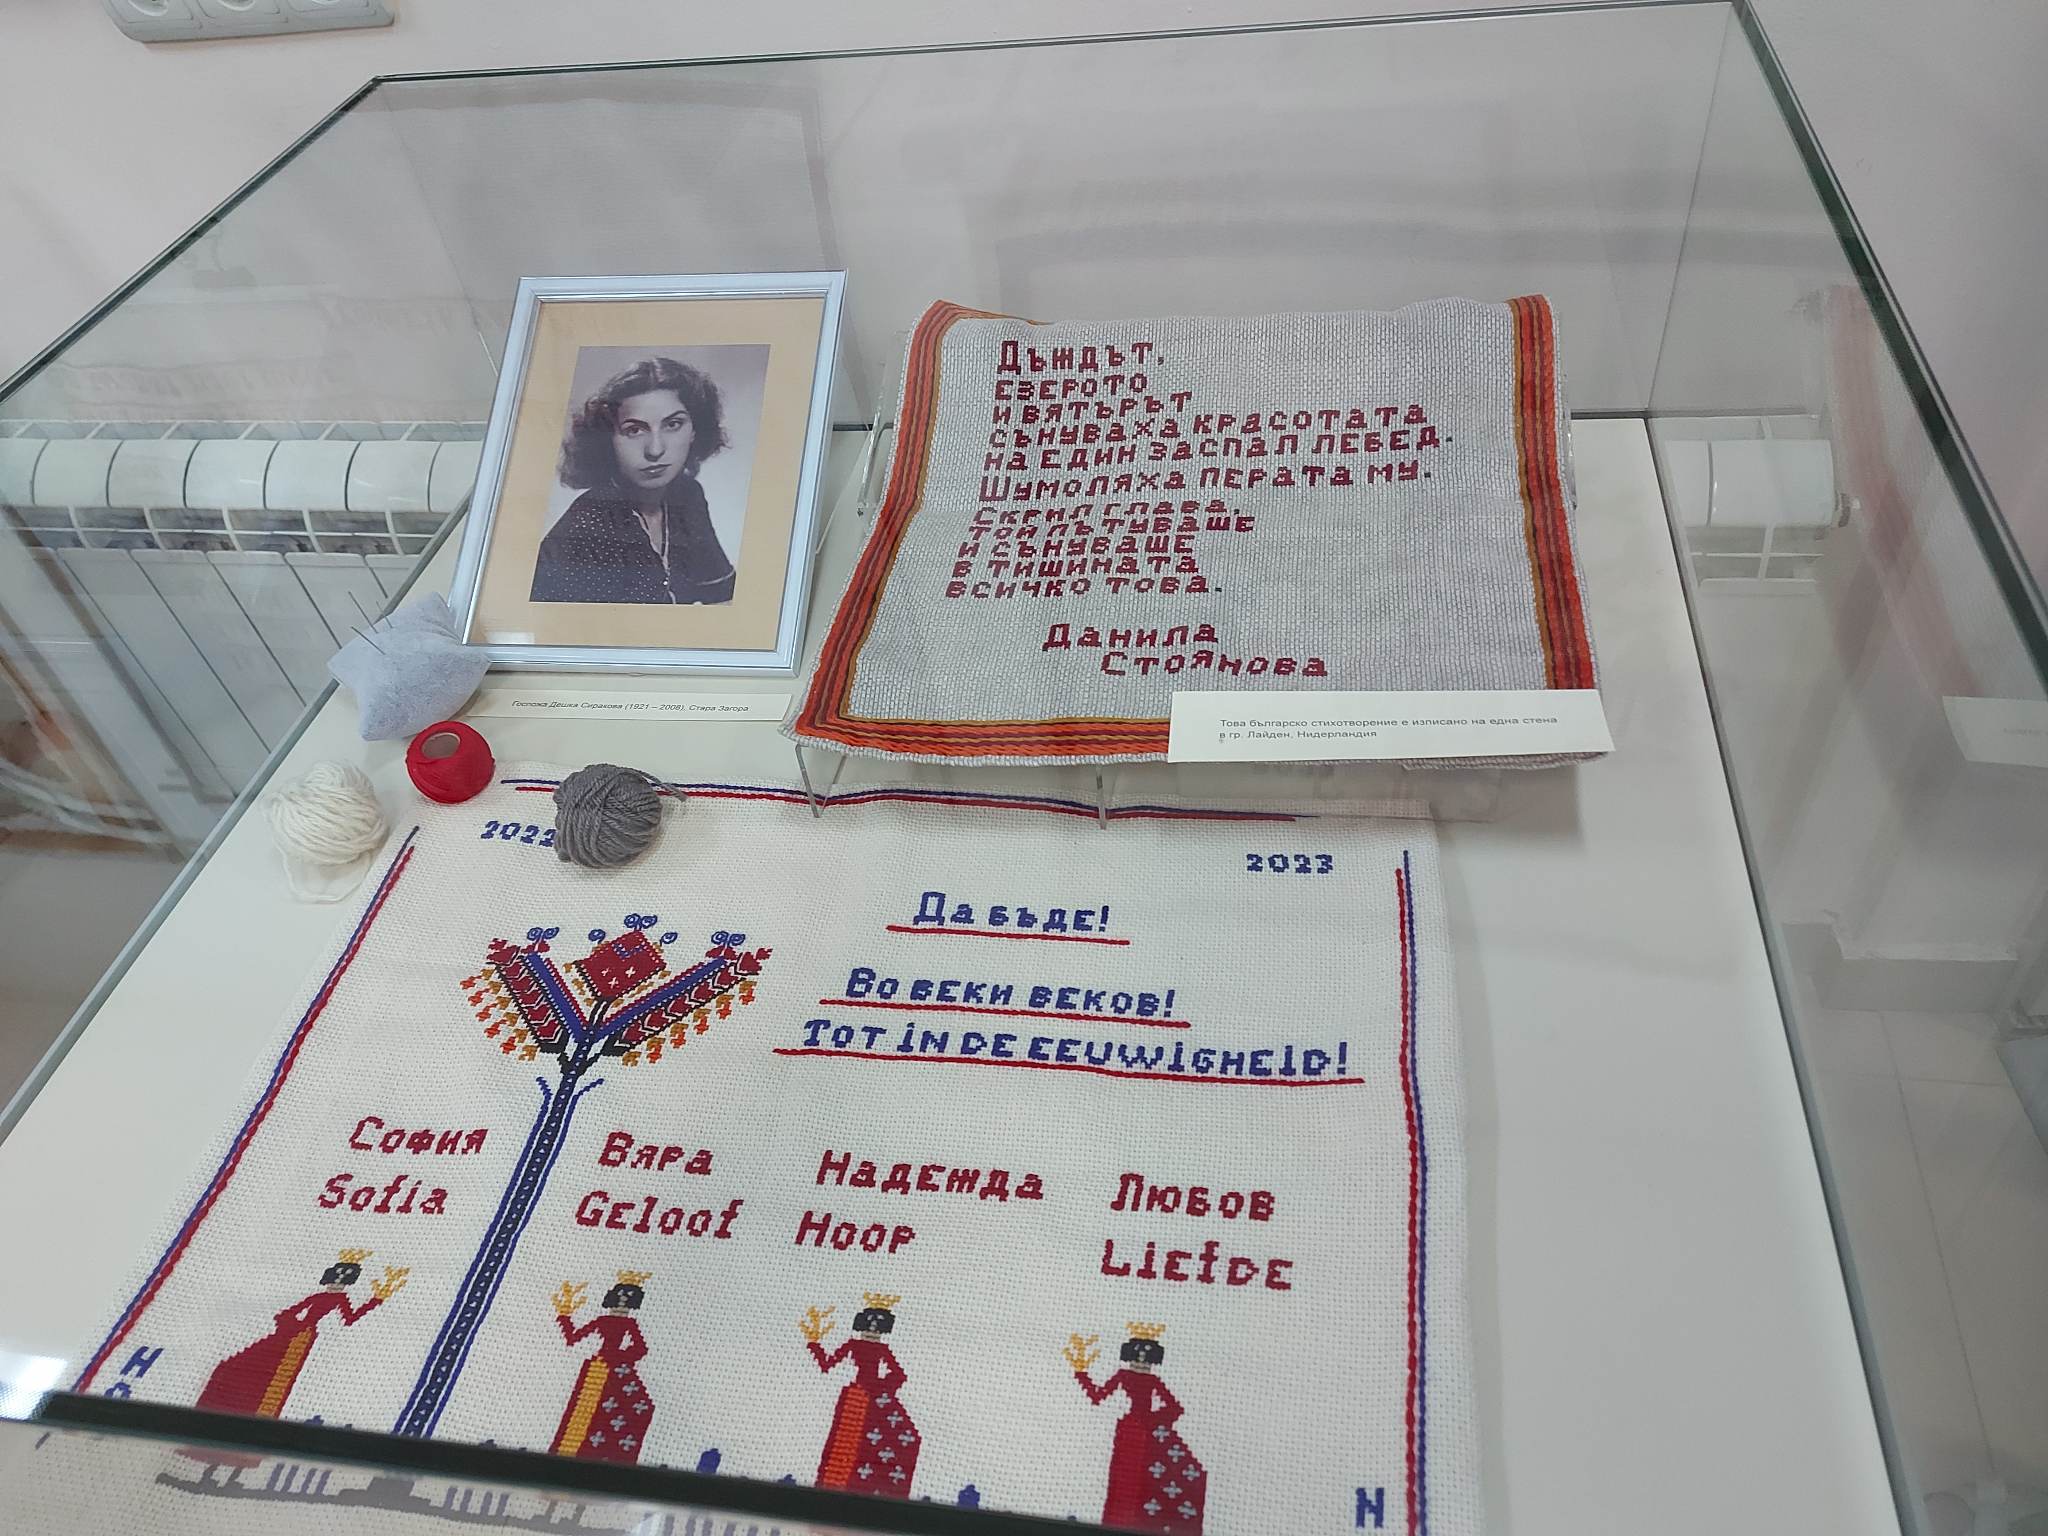 Дъждът,
езерото
и вятърът
сънуваха красотата
на един заспал лебед.
Шумоляха перата му.
Скрил глава,
той пътуваше
и сънуваше
в тишината
всичко това.
Данила
Стоянова
Госпожа Дешка Сиракова (1921 – 2008), Стара Загора
Това българско стихотворение е изписано на една стена
в гр. Лайден, Нидерландия
2022
2023
Да бъде!
Во веки веков!
Tot in de eeuwigheid!
София
Вяра
Надежда
Любов
Sofia
Geloof
Hoop
Liefde
N